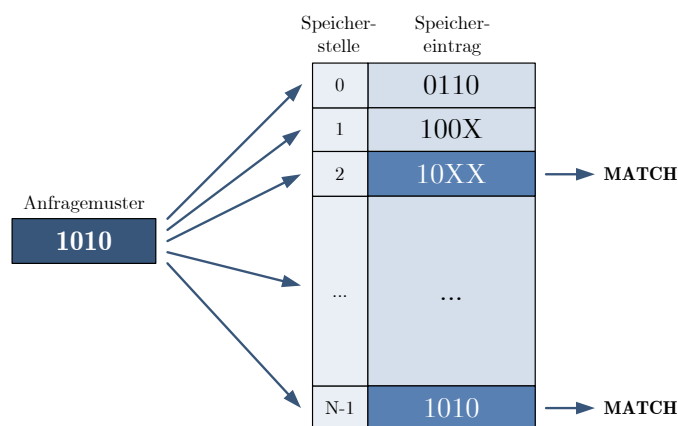 Speicher-
stelle
Speicher-
eintrag
0
0110
1
100X
2
10XX
MATCH
Anfragemuster
1010
...
...
N-1
1010
MATCH